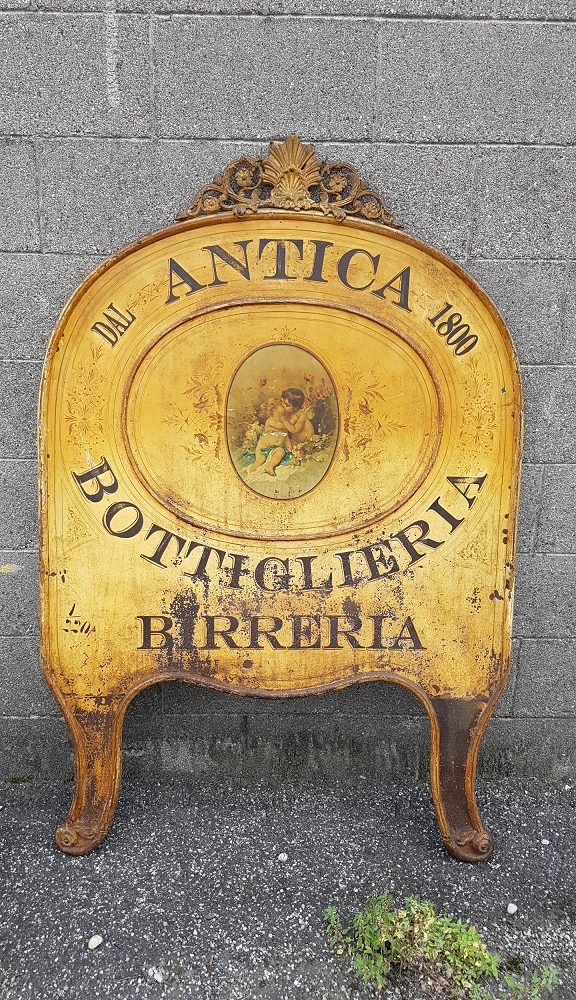 ANTICA
DAL 1800
BOTTIGLIERIA
BIRRERIA